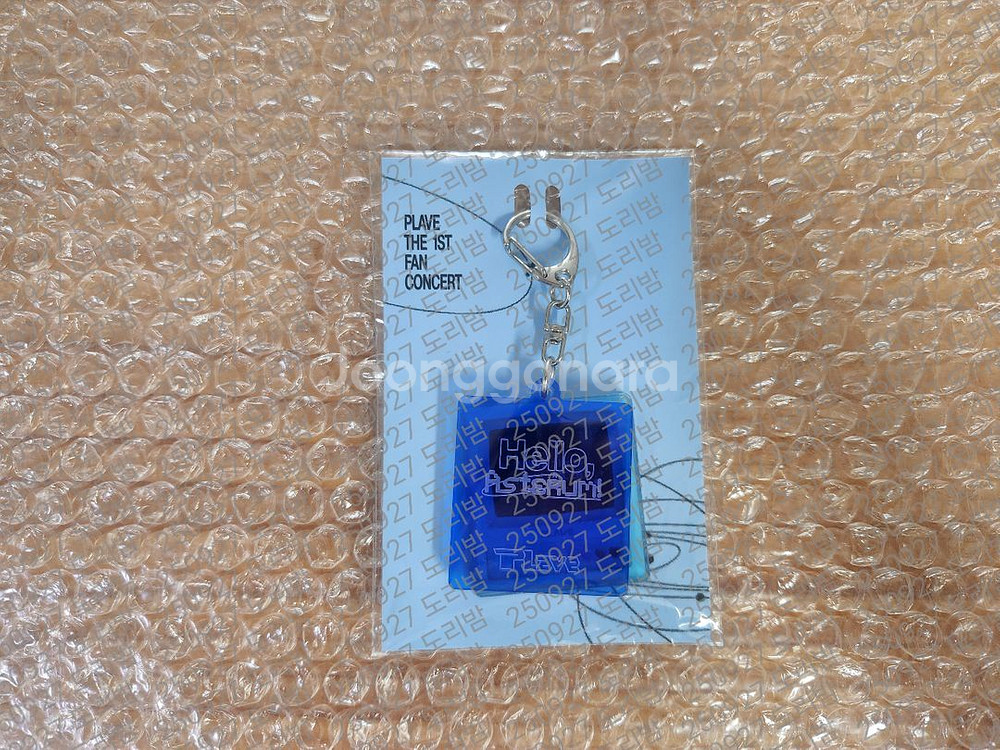 PLAVE
THE 1ST
FAN
CONCERT
Joonggonara
Hello,
Asterum!
PLAVE
250927 도리밤